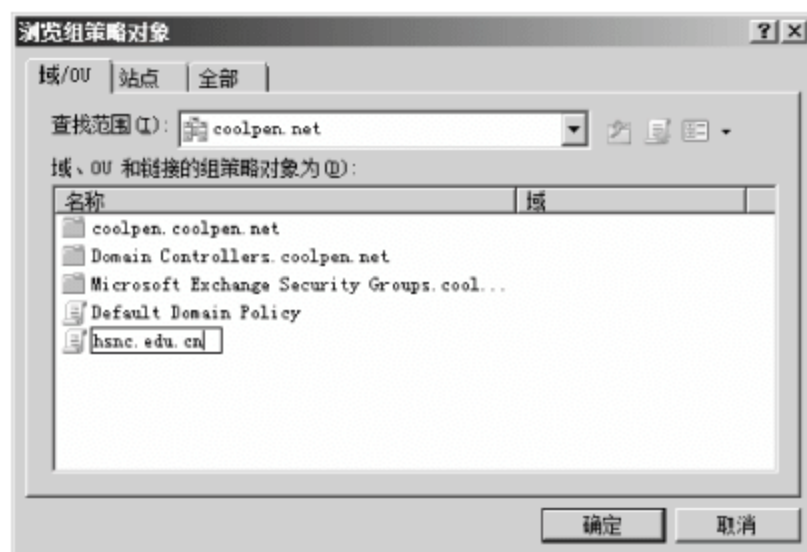 浏览组策略对象
域/OU 站点 全部
查找范围(I): coolpen.net
域、OU 和链接的组策略对象为(D):
名称 域
coolpen.coolpen.net
Domain Controllers.coolpen.net
Microsoft Exchange Security Groups.cool...
Default Domain Policy
hsnc.edu.cn
确定 取消